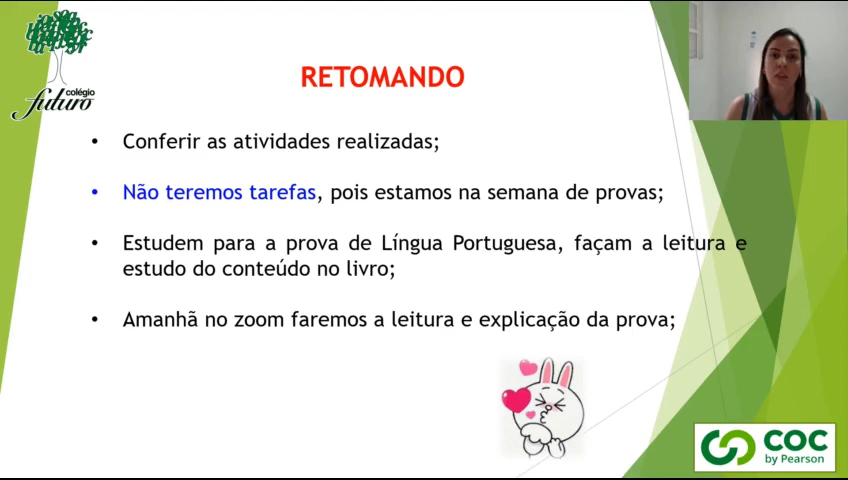 colégio
futuro
RETOMANDO
• Conferir as atividades realizadas;
• Não teremos tarefas, pois estamos na semana de provas;
• Estudem para a prova de Língua Portuguesa, façam a leitura e
estudo do conteúdo no livro;
• Amanhã no zoom faremos a leitura e explicação da prova;
COC
by Pearson